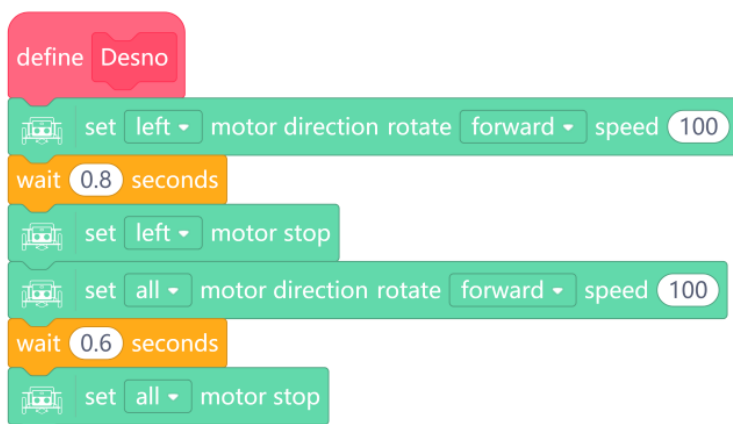 define Desno
set left motor direction rotate forward speed 100
wait 0.8 seconds
set left motor stop
set all motor direction rotate forward speed 100
wait 0.6 seconds
set all motor stop